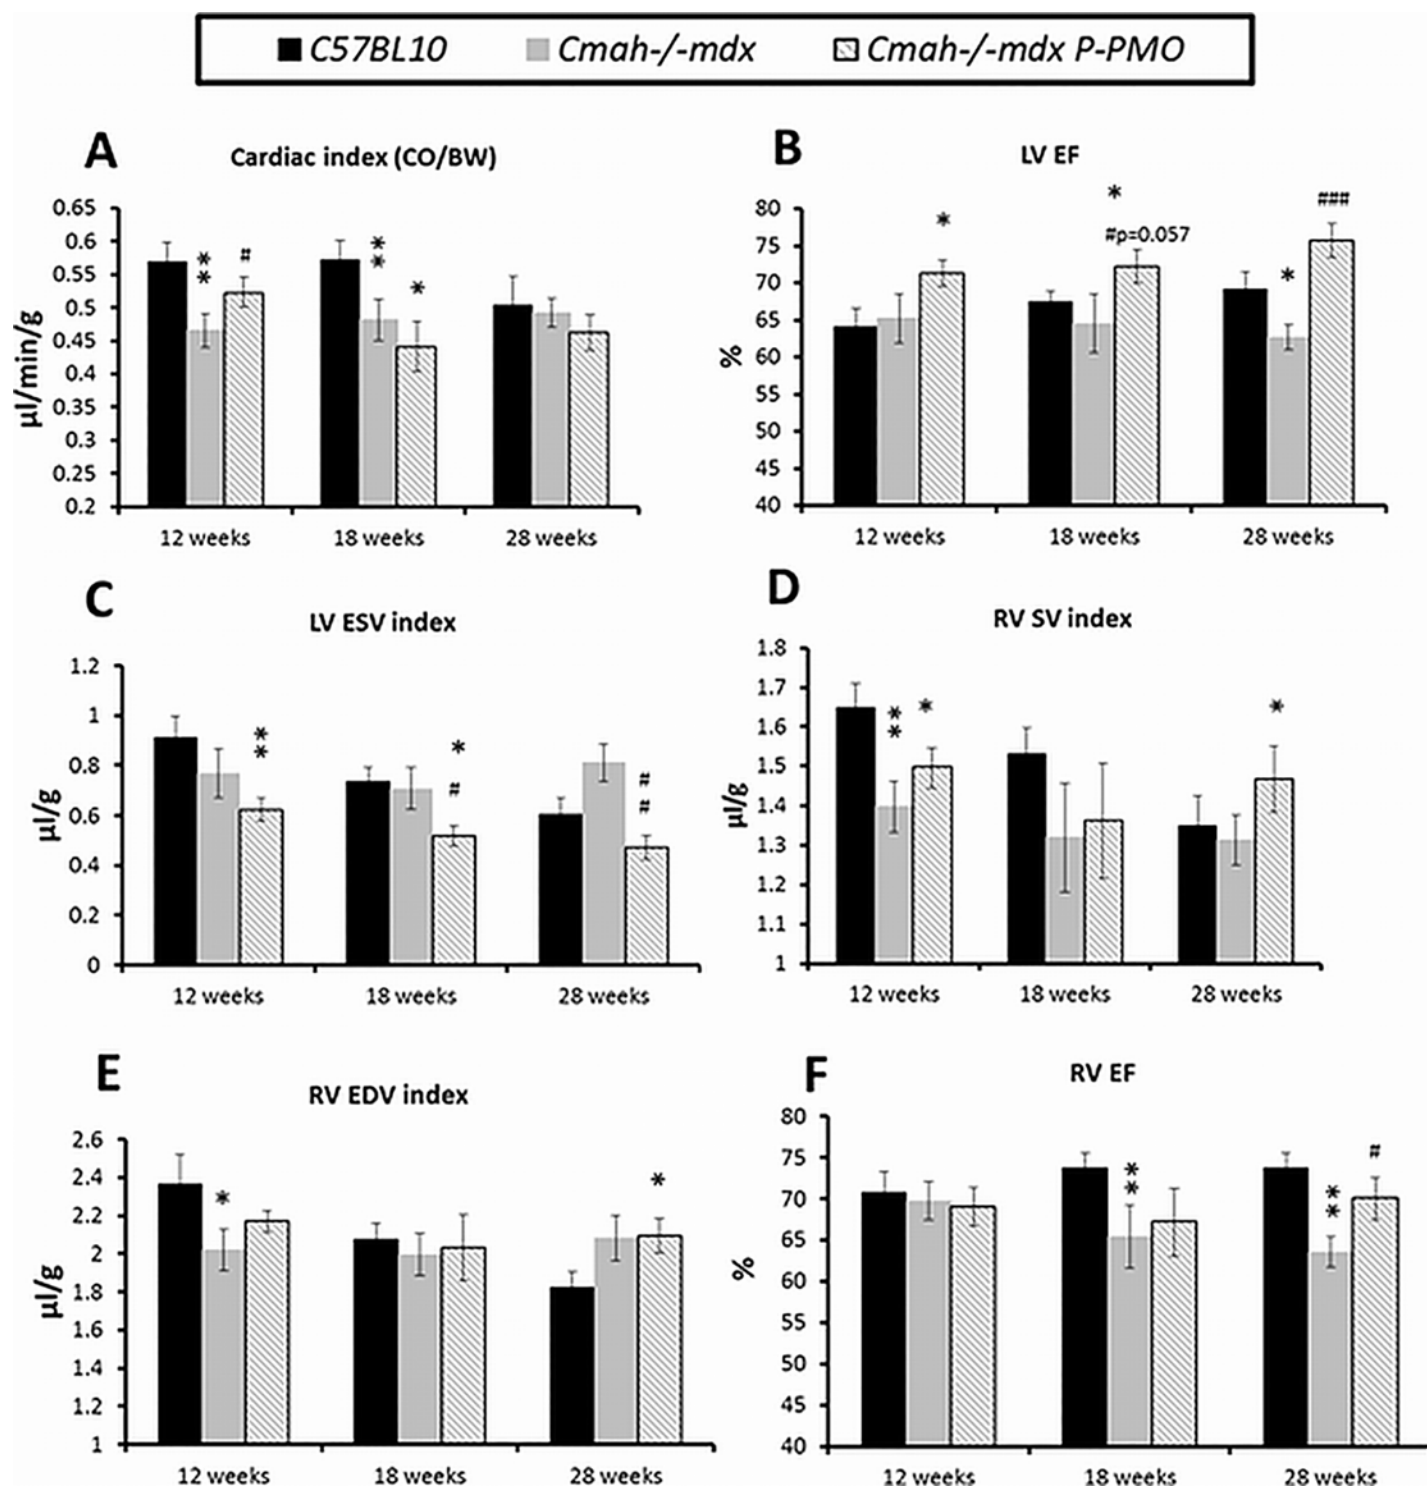 C57BL10 Cmah-/-mdx Cmah-/-mdx P-PMO
A
Cardiac index (CO/BW)
µl/min/g
0.65
0.6
0.55
0.5
0.45
0.4
0.35
0.3
0.25
0.2
* * #
* * *
12 weeks 18 weeks 28 weeks
B
LV EF
%
80
75
70
65
60
55
50
45
40
*
*
#p=0.057
*
###
12 weeks 18 weeks 28 weeks
C
LV ESV index
µl/g
1.2
1
0.8
0.6
0.4
0.2
0
* *
*
#
# #
12 weeks 18 weeks 28 weeks
D
RV SV index
µl/g
1.8
1.7
1.6
1.5
1.4
1.3
1.2
1.1
1
* * *
*
12 weeks 18 weeks 28 weeks
E
RV EDV index
µl/g
2.6
2.4
2.2
2
1.8
1.6
1.4
1.2
1
*
*
12 weeks 18 weeks 28 weeks
F
RV EF
%
80
75
70
65
60
55
50
45
40
* *
* * #
12 weeks 18 weeks 28 weeks